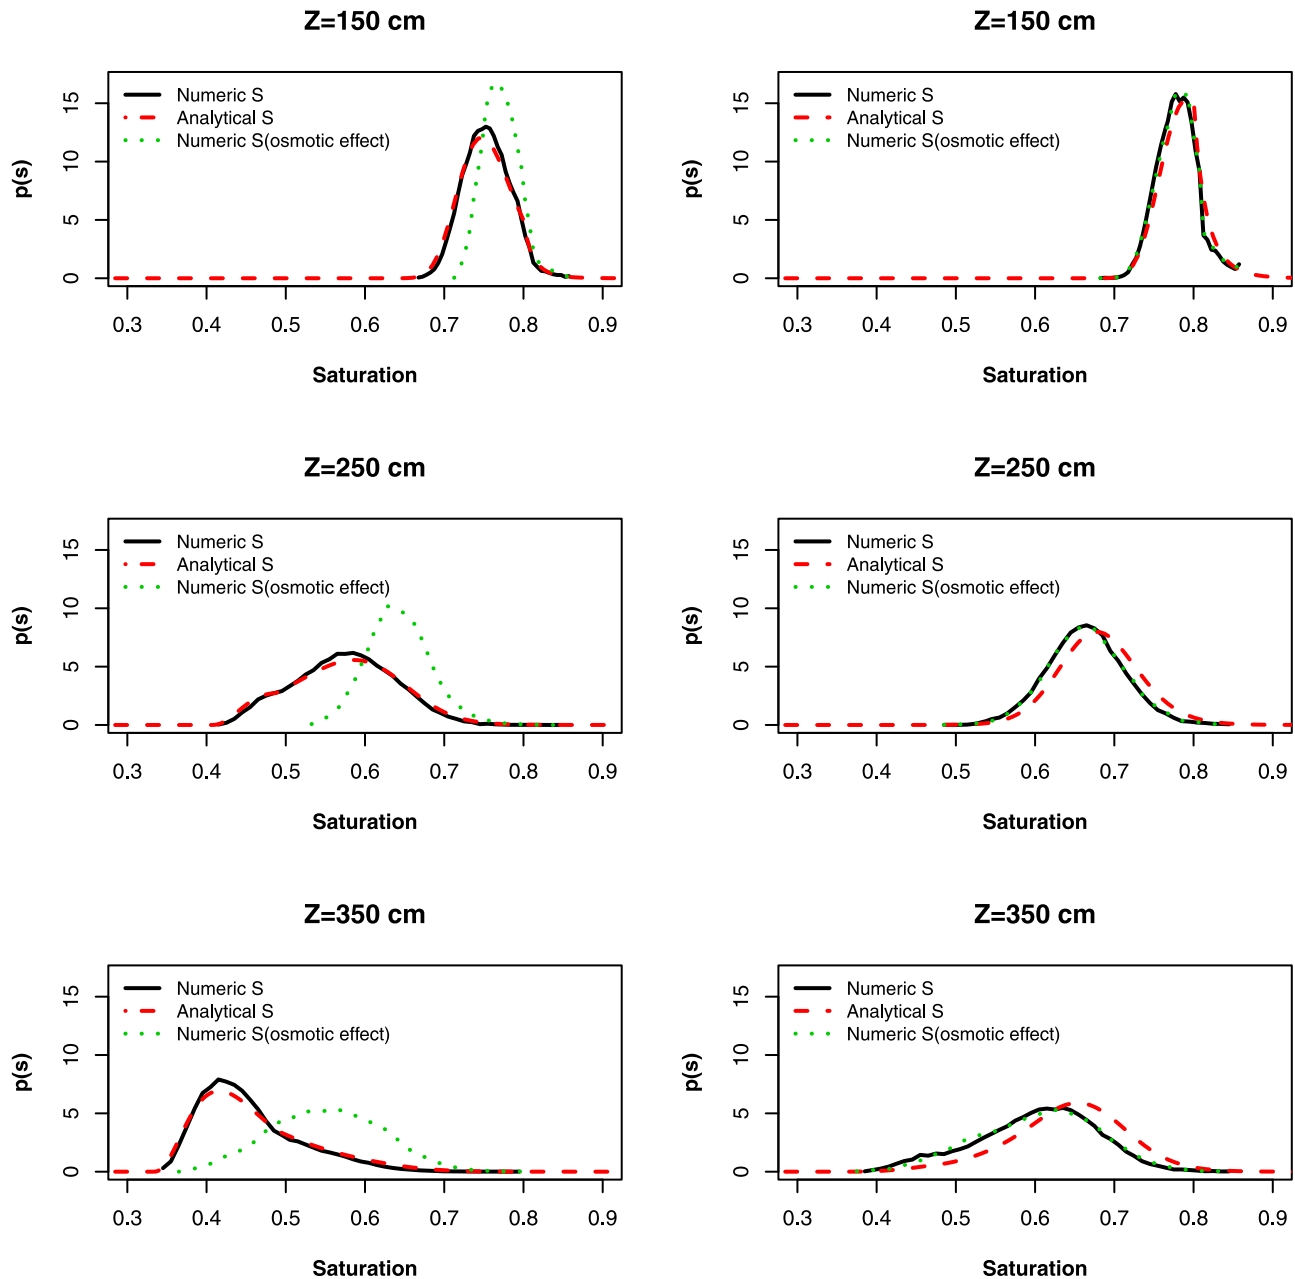 Z=150 cm
p(s)
15
10
5
0
Numeric S
Analytical S
Numeric S(osmotic effect)
0.3 0.4 0.5 0.6 0.7 0.8 0.9
Saturation
Z=150 cm
p(s)
15
10
5
0
Numeric S
Analytical S
Numeric S(osmotic effect)
0.3 0.4 0.5 0.6 0.7 0.8 0.9
Saturation
Z=250 cm
p(s)
15
10
5
0
Numeric S
Analytical S
Numeric S(osmotic effect)
0.3 0.4 0.5 0.6 0.7 0.8 0.9
Saturation
Z=250 cm
p(s)
15
10
5
0
Numeric S
Analytical S
Numeric S(osmotic effect)
0.3 0.4 0.5 0.6 0.7 0.8 0.9
Saturation
Z=350 cm
p(s)
15
10
5
0
Numeric S
Analytical S
Numeric S(osmotic effect)
0.3 0.4 0.5 0.6 0.7 0.8 0.9
Saturation
Z=350 cm
p(s)
15
10
5
0
Numeric S
Analytical S
Numeric S(osmotic effect)
0.3 0.4 0.5 0.6 0.7 0.8 0.9
Saturation